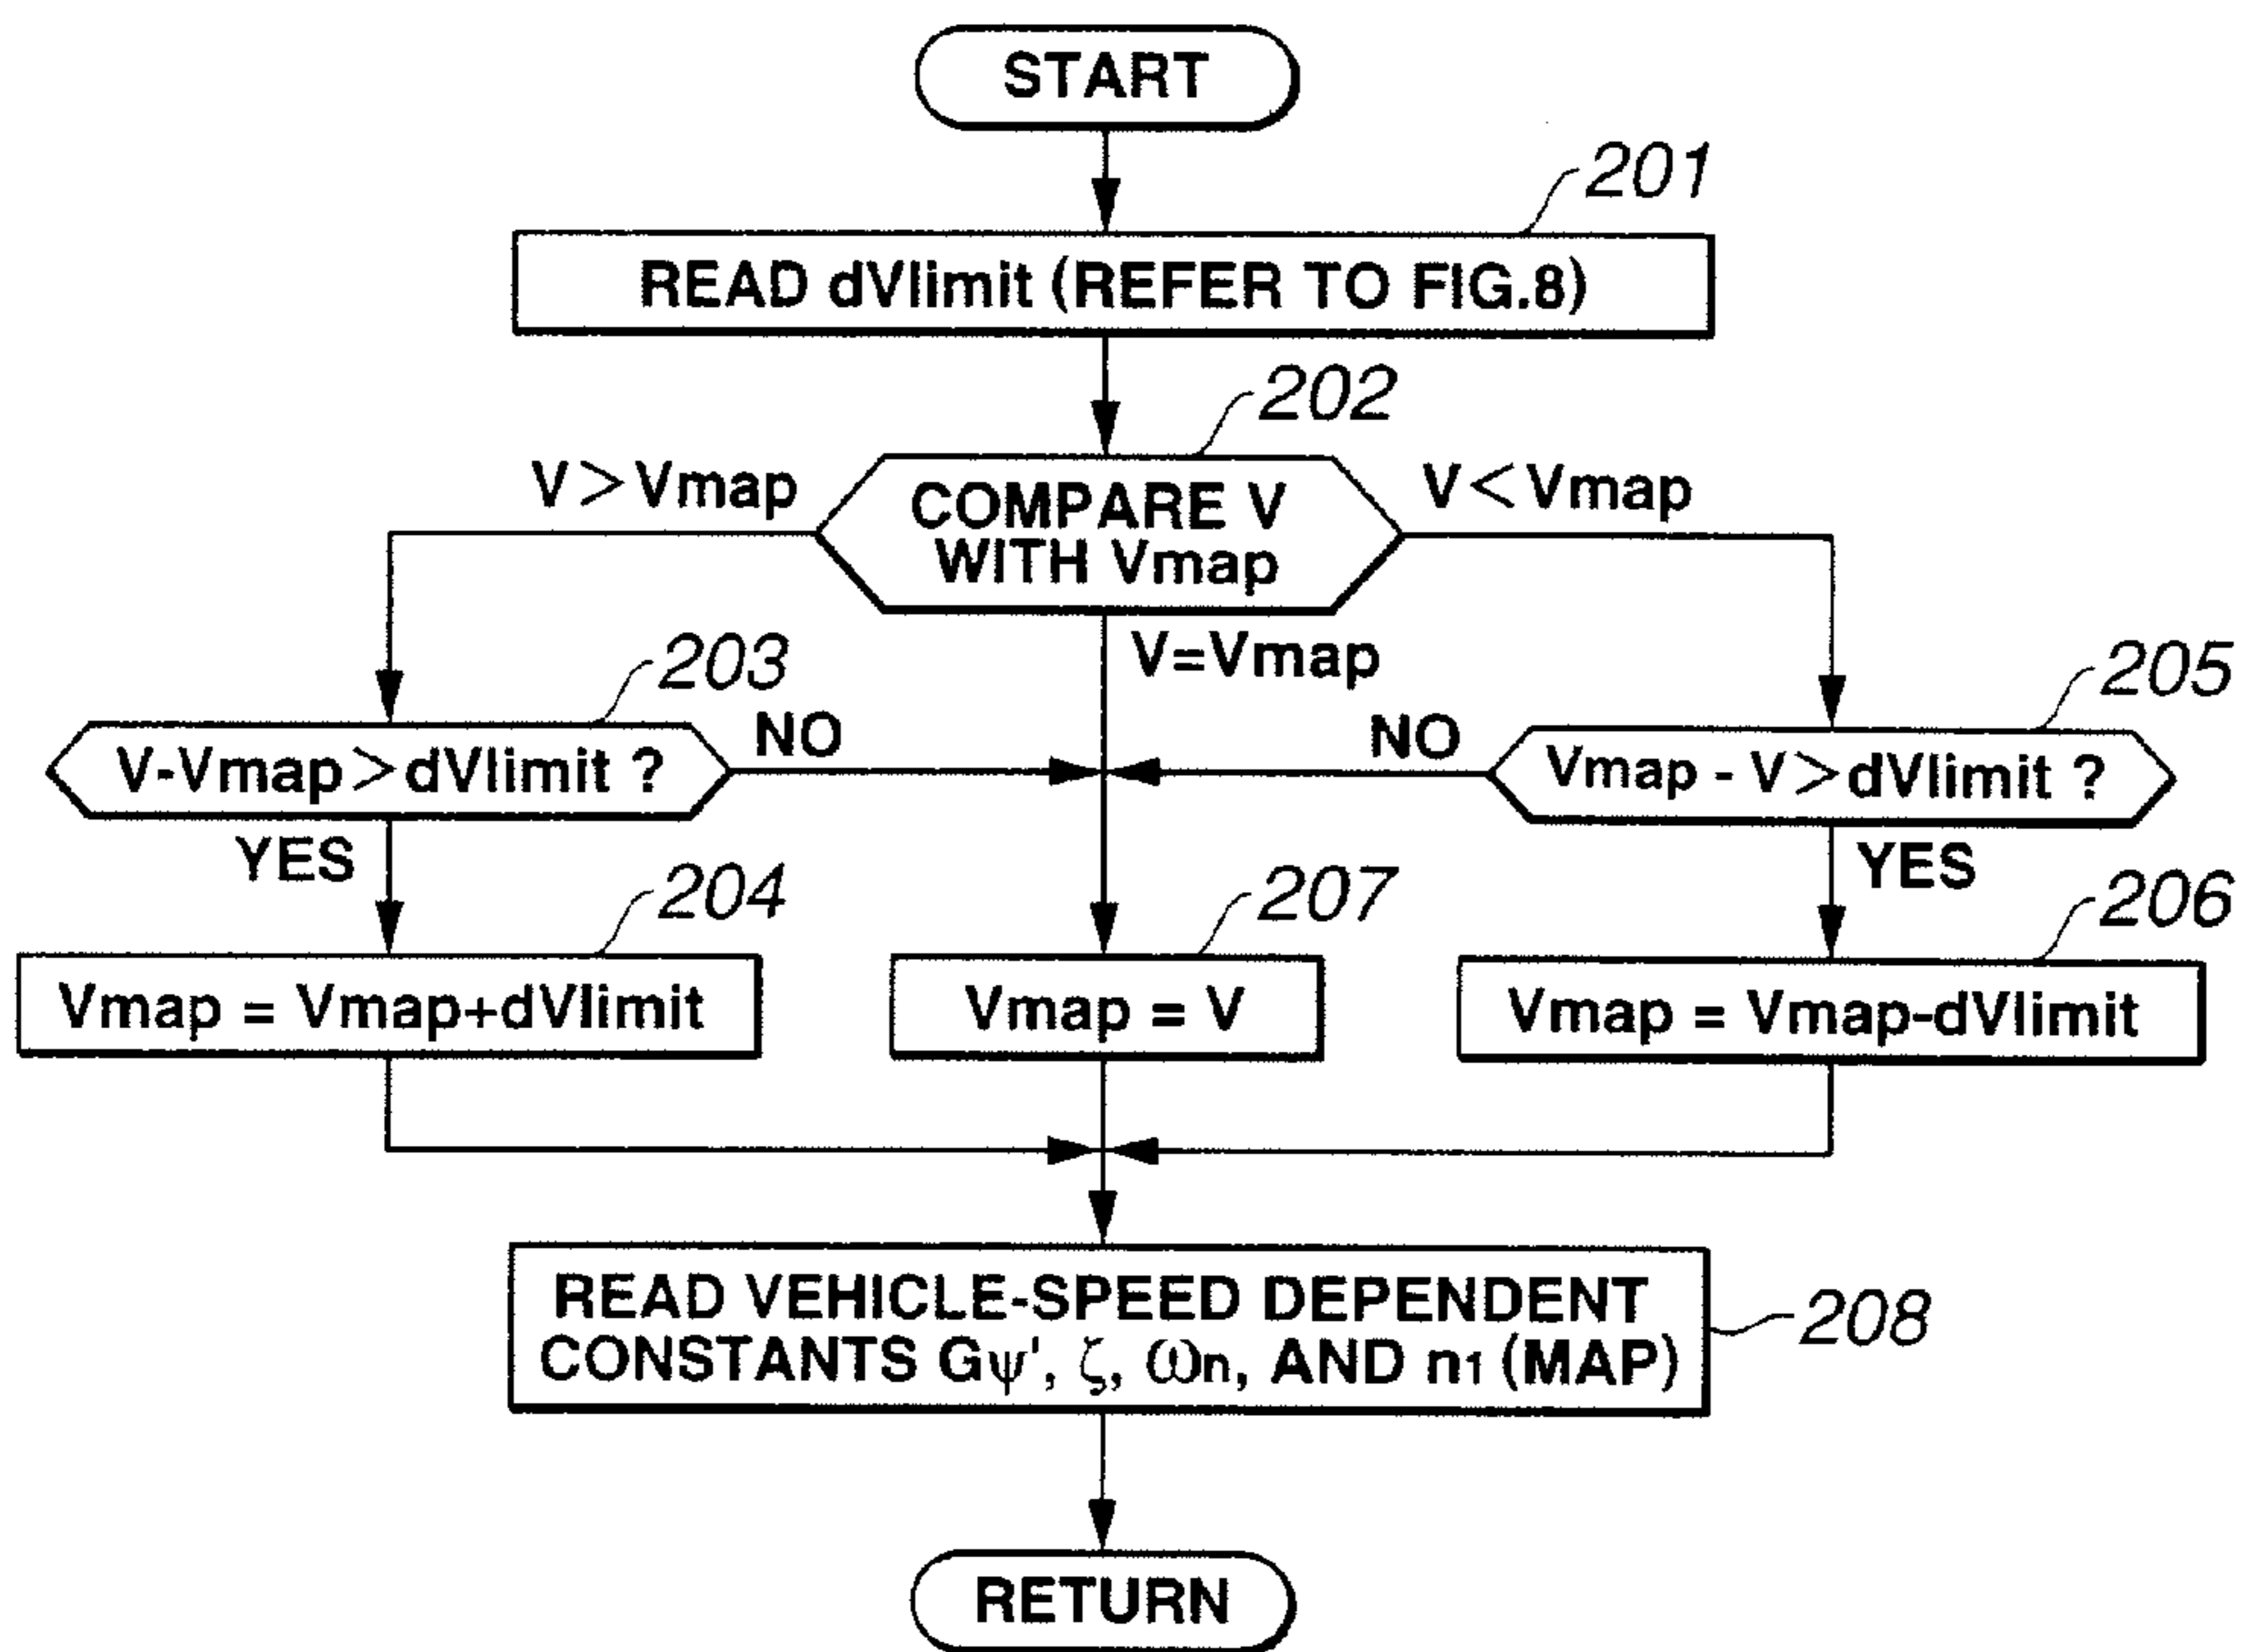 START
201
READ dVlimit (REFER TO FIG.8)
202
V>Vmap
COMPARE V
WITH Vmap
V<Vmap
V=Vmap
203
205
V-Vmap>dVlimit ?
NO
NO
Vmap - V>dVlimit ?
YES
YES
204
207
206
Vmap = Vmap+dVlimit
Vmap = V
Vmap = Vmap-dVlimit
READ VEHICLE-SPEED DEPENDENT
CONSTANTS Gψ', ζ, ωn, AND n1 (MAP)
208
RETURN